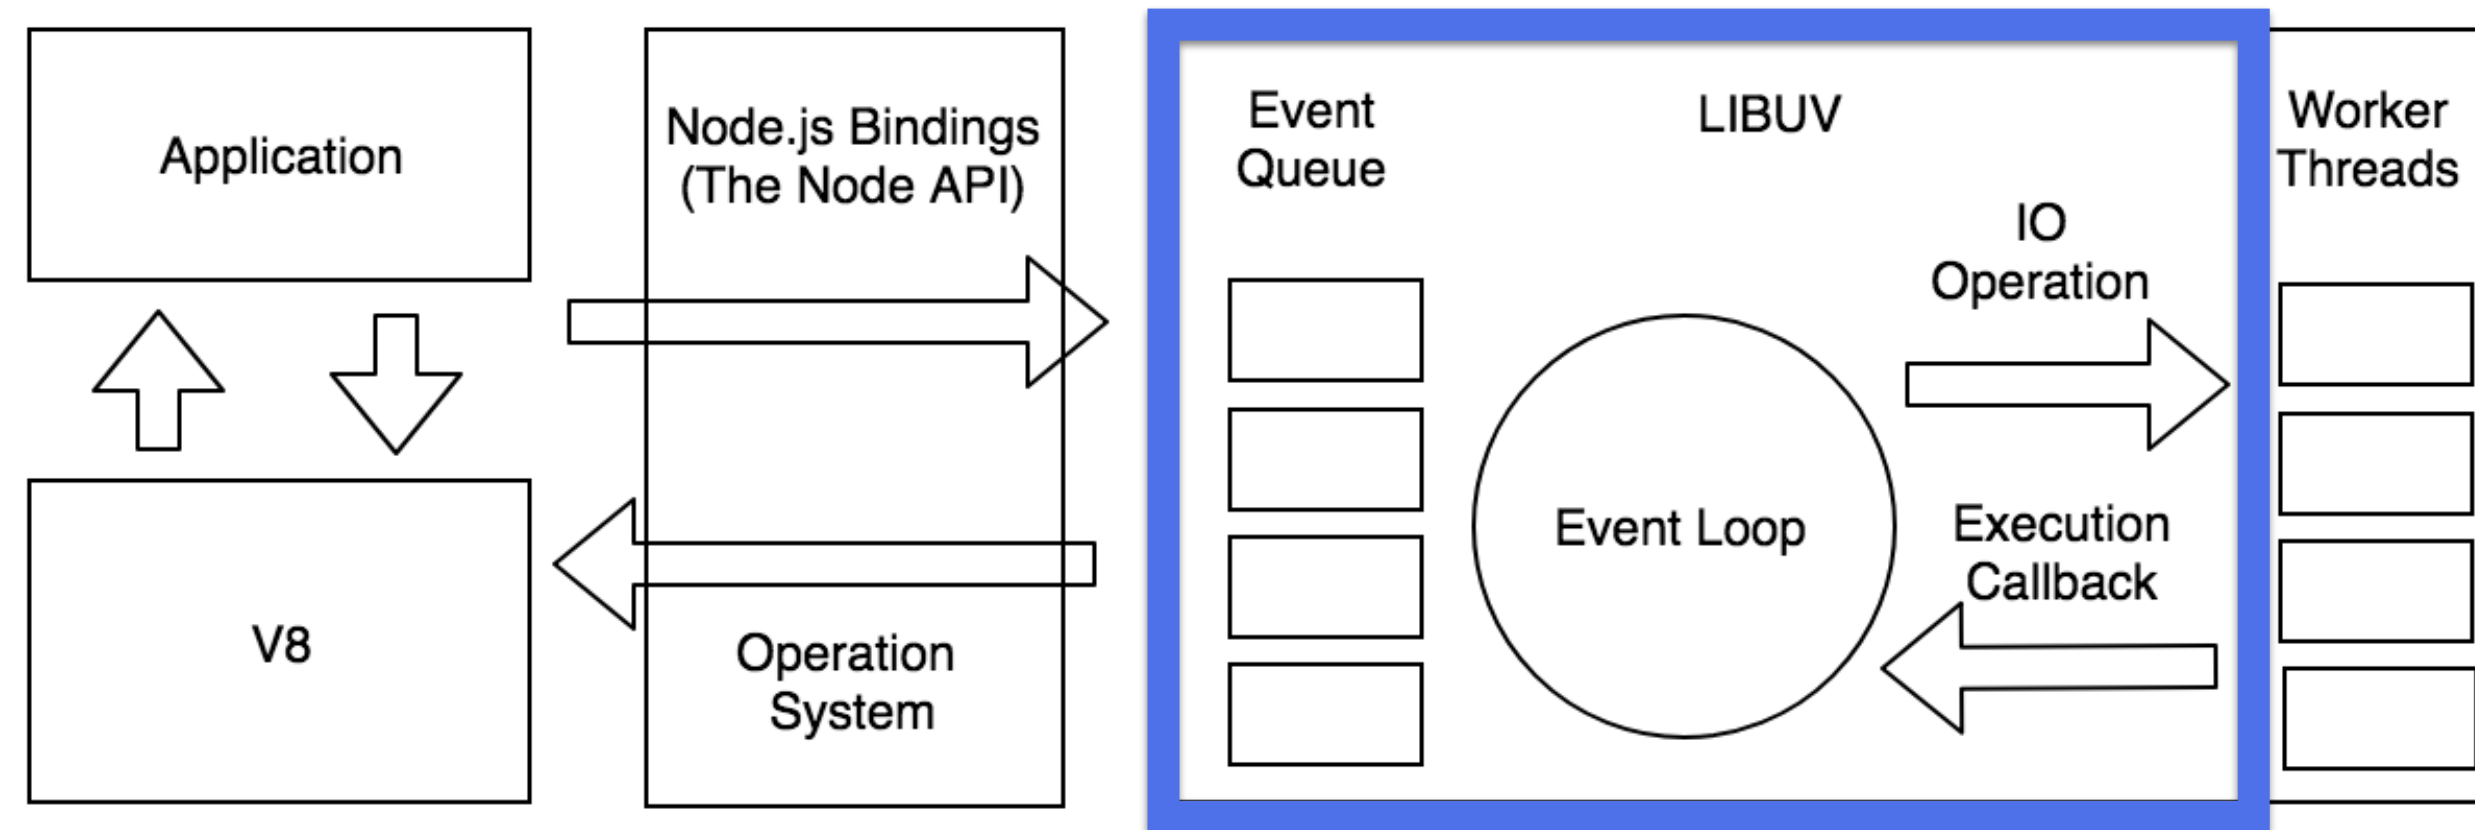 Application
V8
Node.js Bindings
(The Node API)
Operation
System
Event
Queue
LIBUV
IO
Operation
Event Loop
Execution
Callback
Worker
Threads